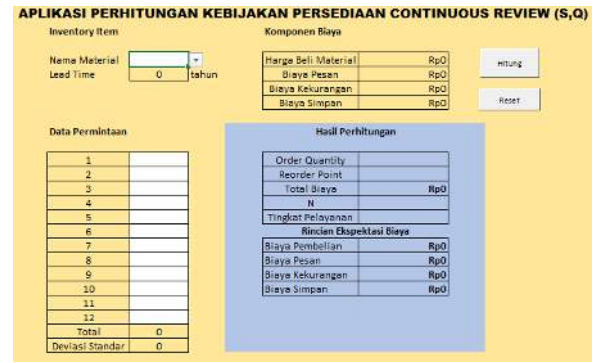 APLIKASI PERHITUNGAN KEBIJAKAN PERSEDIAAN CONTINUOUS REVIEW (S,Q)
Inventory Item
Nama Material
Lead Time 0 tahun
Komponen Biaya
Harga Beli Material Rp0
Biaya Pesan Rp0
Biaya Kekurangan Rp0
Biaya Simpan Rp0
Hitung
Reset
Data Permintaan
1
2
3
4
5
6
7
8
9
10
11
12
Total 0
Deviasi Standar 0
Hasil Perhitungan
Order Quantity
Reorder Point
Total Biaya Rp0
N
Tingkat Pelayanan
Rincian Ekspektasi Biaya
Biaya Pembelian Rp0
Biaya Pesan Rp0
Biaya Kekurangan Rp0
Biaya Simpan Rp0